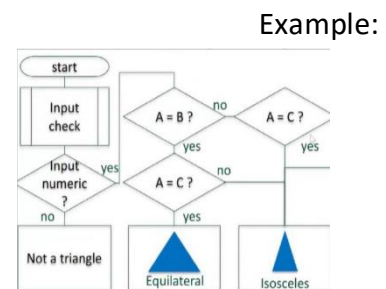 Example:
start
Input
check
Input
numeric
?
yes
no
Not a triangle
A = B ?
no
yes
A = C ?
no
yes
Equilateral
A = C ?
yes
Isosceles